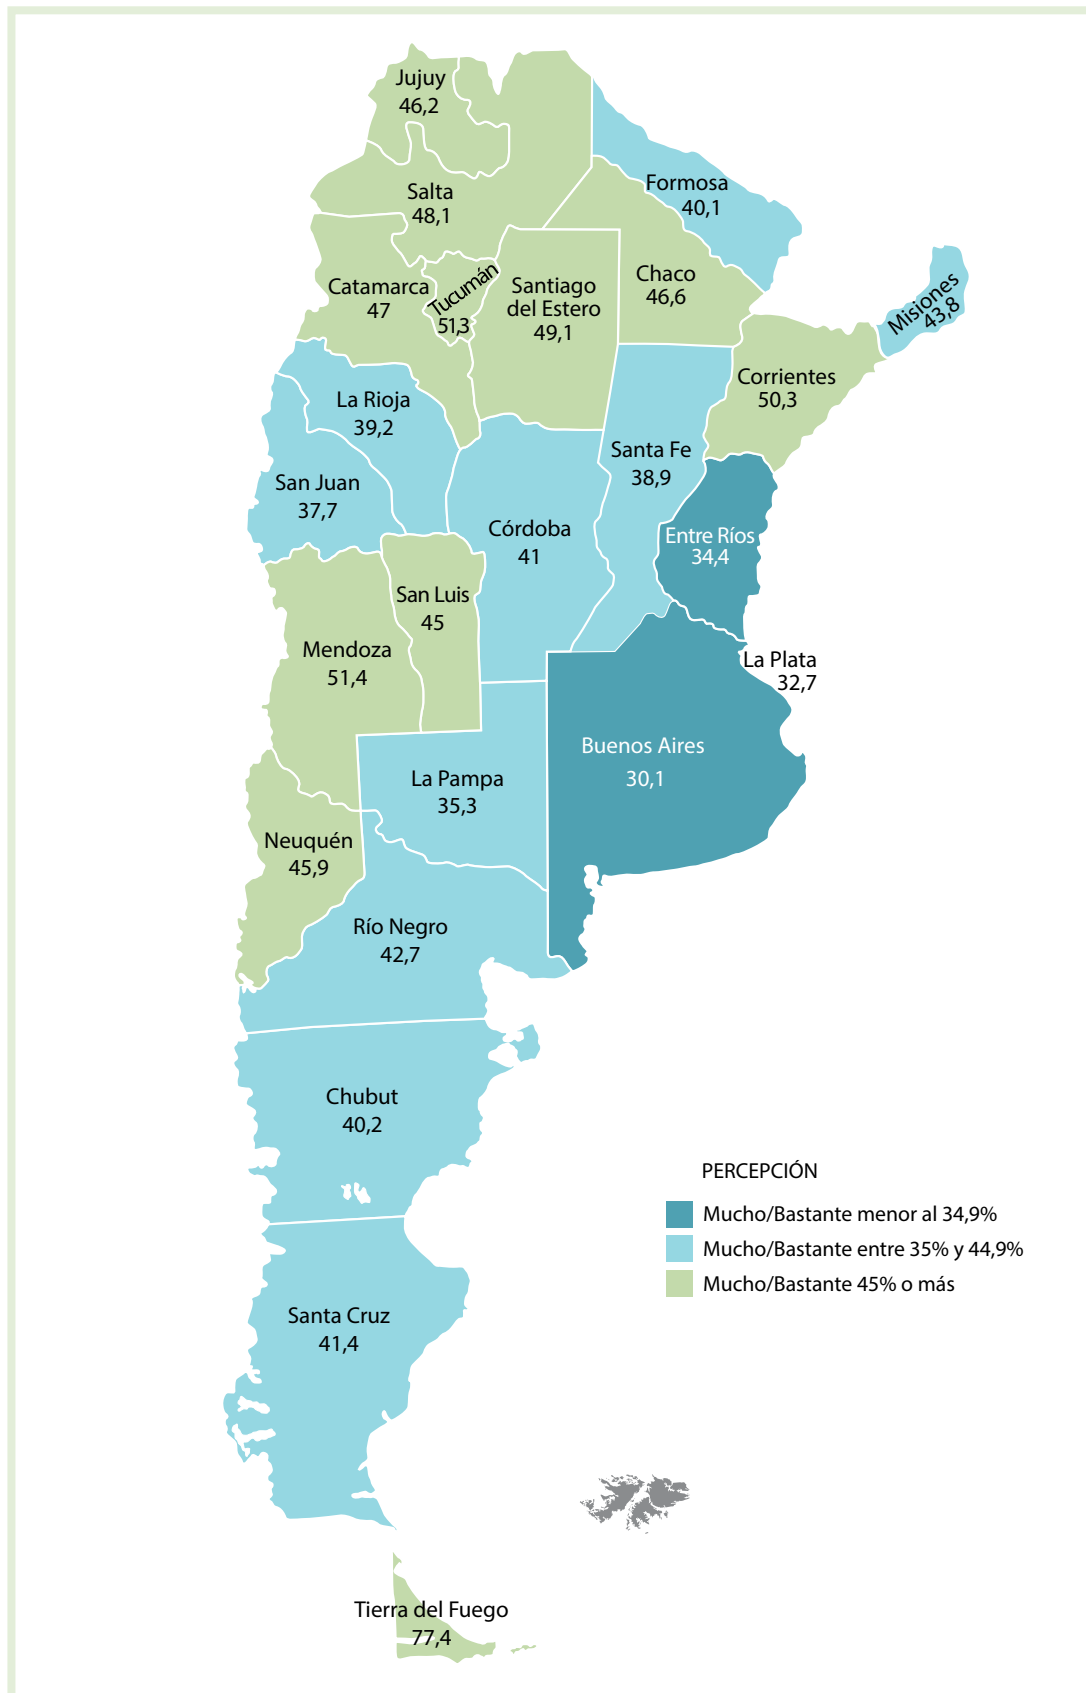 Jujuy
46,2
Salta
48,1
Formosa
40,1
Catamarca
47
Tucumán
51,3
Santiago
del Estero
49,1
Chaco
46,6
Misiones
43,8
Corrientes
50,3
La Rioja
39,2
San Juan
37,7
Santa Fe
38,9
Córdoba
41
Entre Ríos
34,4
San Luis
45
Mendoza
51,4
La Plata
32,7
Buenos Aires
30,1
La Pampa
35,3
Neuquén
45,9
Río Negro
42,7
Chubut
40,2
PERCEPCIÓN
Mucho/Bastante menor al 34,9%
Mucho/Bastante entre 35% y 44,9%
Mucho/Bastante 45% o más
Santa Cruz
41,4
Tierra del Fuego
77,4